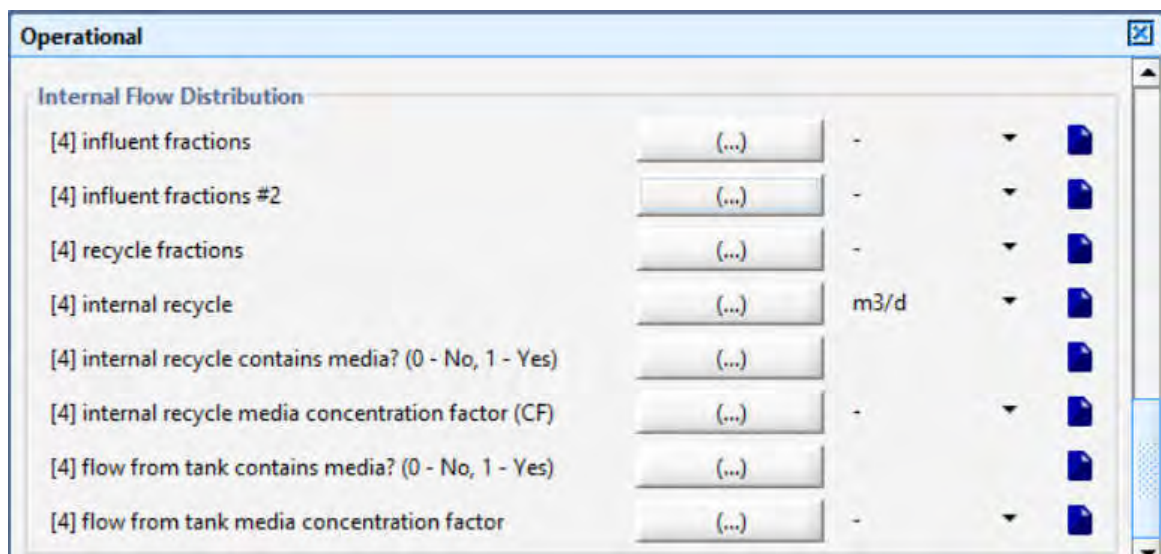 Operational
Internal Flow Distribution
[4] influent fractions (...) -
[4] influent fractions #2 (...) -
[4] recycle fractions (...) -
[4] internal recycle (...) m3/d
[4] internal recycle contains media? (0 - No, 1 - Yes) (...)
[4] internal recycle media concentration factor (CF) (...) -
[4] flow from tank contains media? (0 - No, 1 - Yes) (...)
[4] flow from tank media concentration factor (...) -